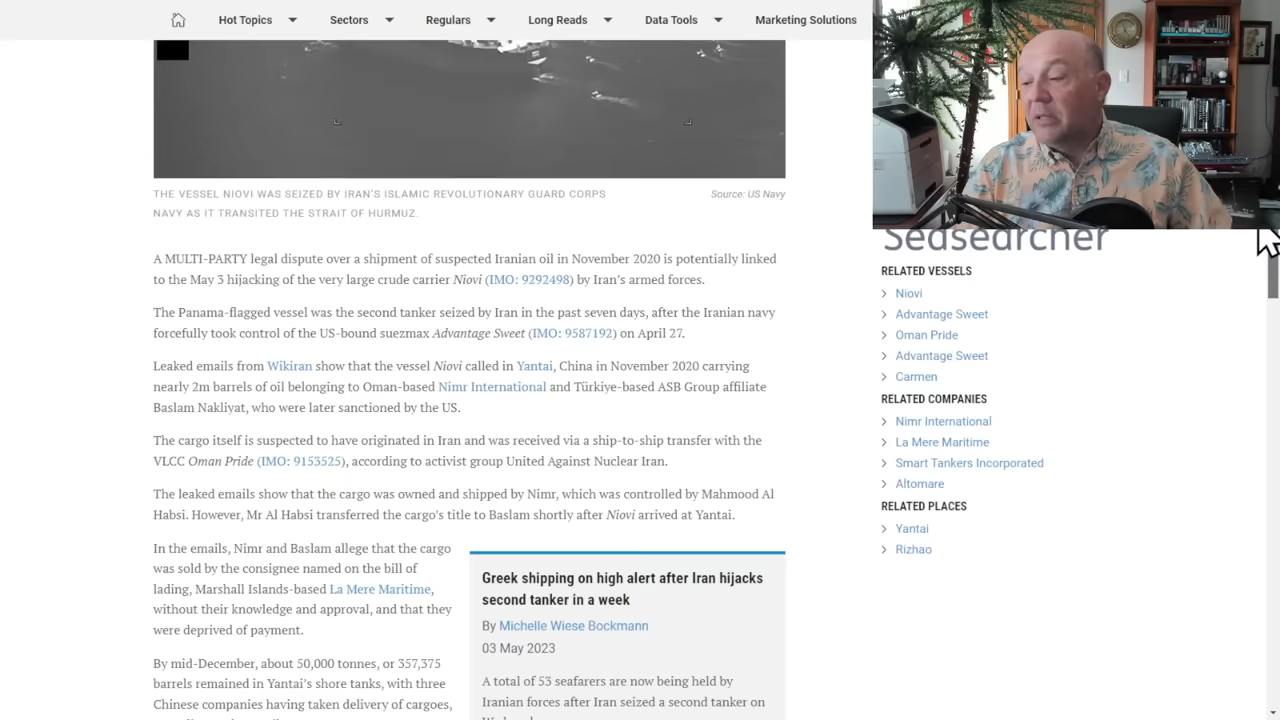 Hot Topics
Sectors
Regulars
Long Reads
Data Tools
Marketing Solutions
THE VESSEL NIOVI WAS SEIZED BY IRAN'S ISLAMIC REVOLUTIONARY GUARD CORPS
NAVY AS IT TRANSITED THE STRAIT OF HURMUZ.
Source: US Navy
A MULTI-PARTY legal dispute over a shipment of suspected Iranian oil in November 2020 is potentially linked
to the May 3 hijacking of the very large crude carrier Niovi (IMO: 9292498) by Iran's armed forces.
The Panama-flagged vessel was the second tanker seized by Iran in the past seven days, after the Iranian navy
forcefully took control of the US-bound suezmax Advantage Sweet (IMO: 9587192) on April 27.
Leaked emails from Wikiran show that the vessel Niovi called in Yantai, China in November 2020 carrying
nearly 2m barrels of oil belonging to Oman-based Nimr International and Türkiye-based ASB Group affiliate
Baslam Nakliyat, who were later sanctioned by the US.
The cargo itself is suspected to have originated in Iran and was received via a ship-to-ship transfer with the
VLCC Oman Pride (IMO: 9153525), according to activist group United Against Nuclear Iran.
The leaked emails show that the cargo was owned and shipped by Nimr, which was controlled by Mahmood Al
Habsi. However, Mr Al Habsi transferred the cargo's title to Baslam shortly after Niovi arrived at Yantai.
In the emails, Nimr and Baslam allege that the cargo
was sold by the consignee named on the bill of
lading, Marshall Islands-based La Mere Maritime,
without their knowledge and approval, and that they
were deprived of payment.
By mid-December, about 50,000 tonnes, or 357,375
barrels remained in Yantai's shore tanks, with three
Chinese companies having taken delivery of cargoes,
Greek shipping on high alert after Iran hijacks
second tanker in a week
By Michelle Wiese Bockmann
03 May 2023
A total of 53 seafarers are now being held by
Iranian forces after Iran seized a second tanker on
Seasearcher
RELATED VESSELS
Niovi
Advantage Sweet
Oman Pride
Advantage Sweet
Carmen
RELATED COMPANIES
Nimr International
La Mere Maritime
Smart Tankers Incorporated
Altomare
RELATED PLACES
Yantai
Rizhao